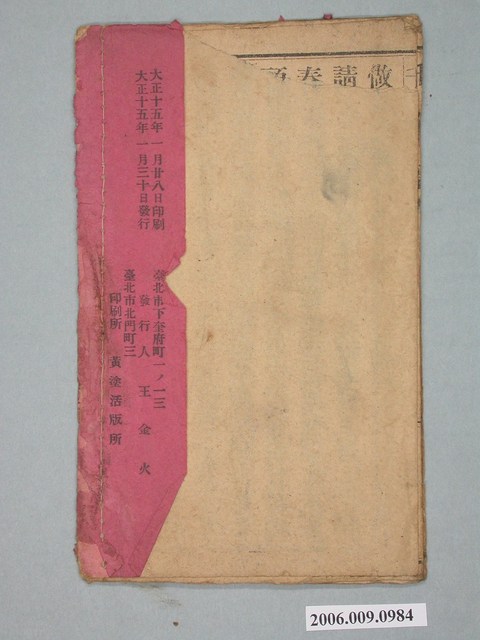 做請奏
大正十五年一月廿八日印刷
大正十五年一月三十日發行
臺北市下奎府町一ノ一三
發行人 王金火
臺北市北門町三
印刷所 黃塗活版所
2006.009.0984